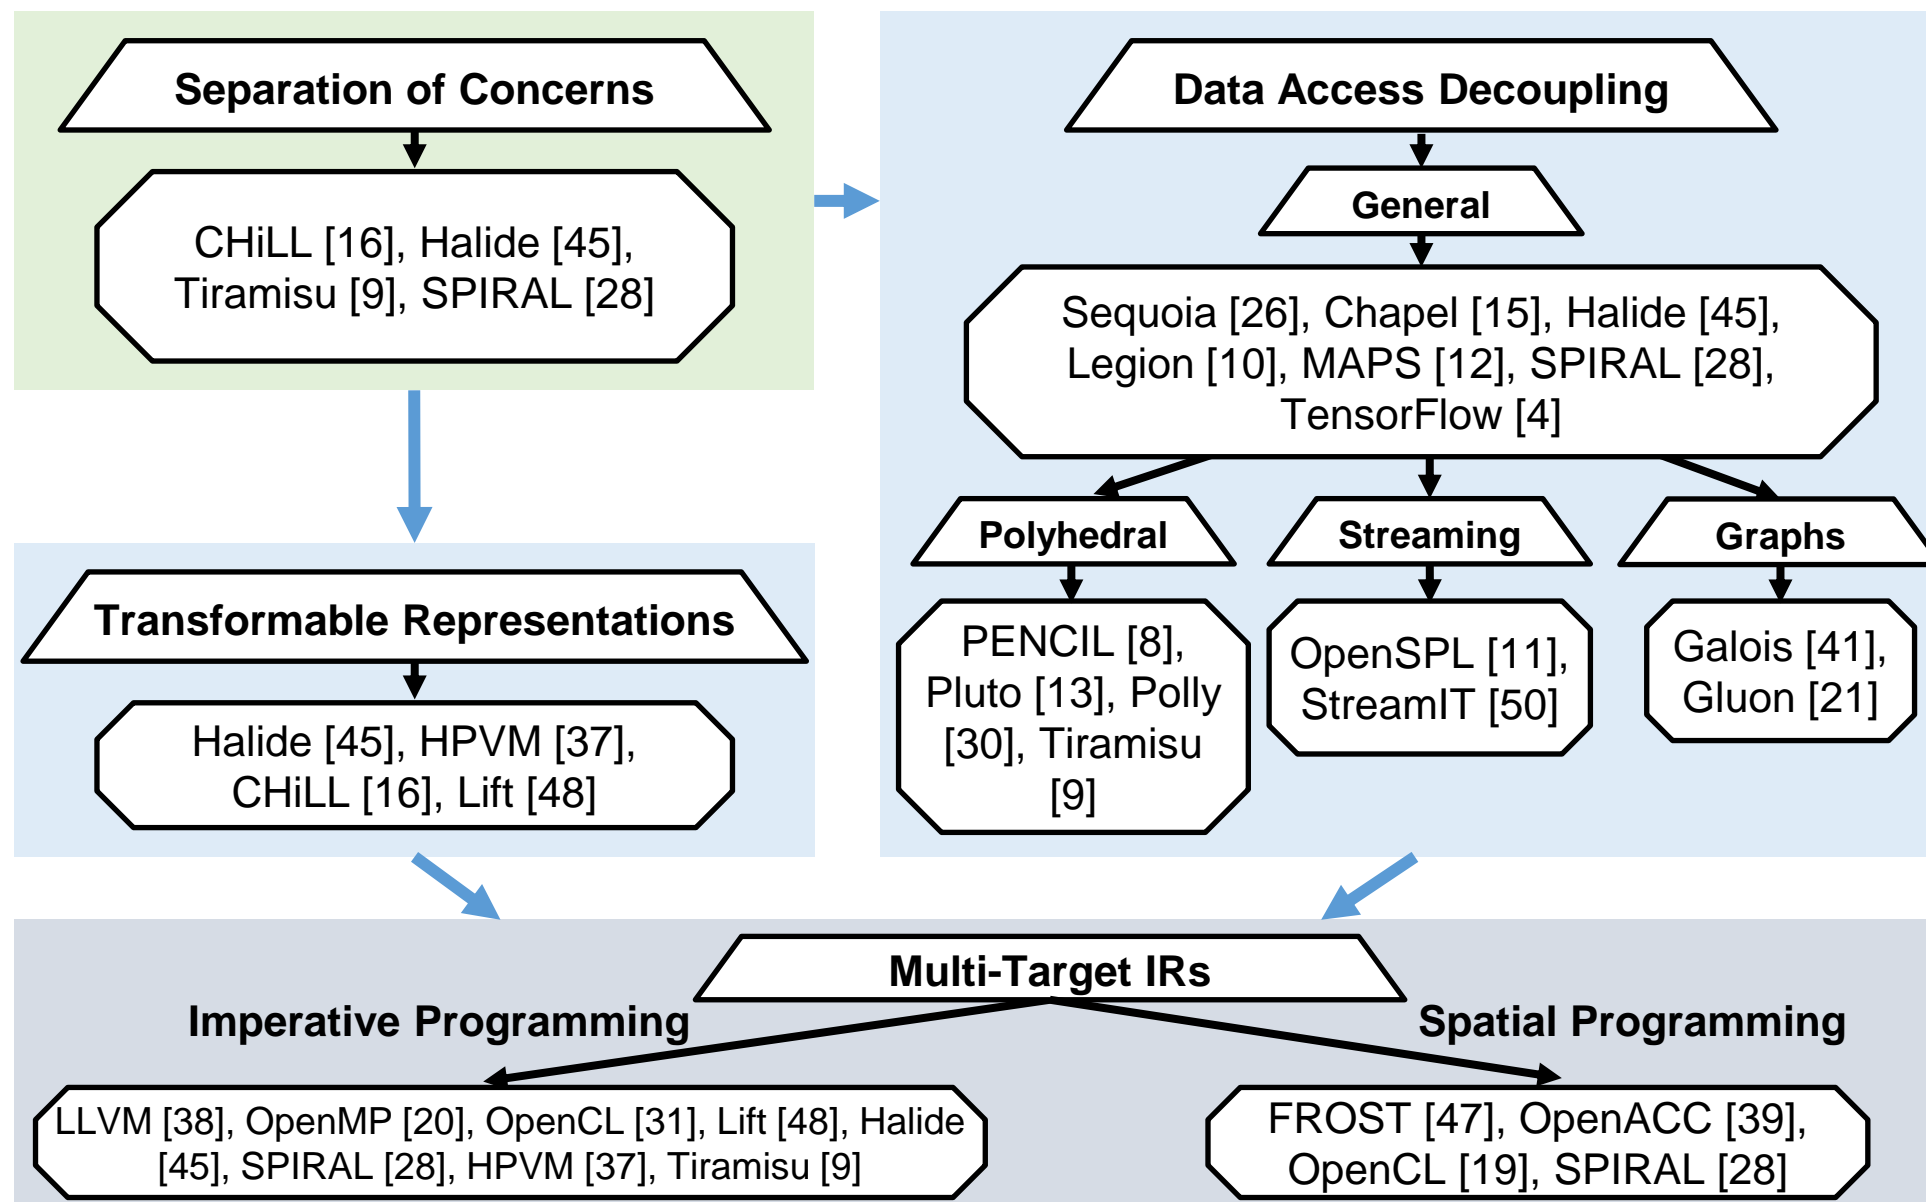 Separation of Concerns
CHiLL [16], Halide [45],
Tiramisu [9], SPIRAL [28]
Data Access Decoupling
General
Sequoia [26], Chapel [15], Halide [45],
Legion [10], MAPS [12], SPIRAL [28],
TensorFlow [4]
Polyhedral
PENCIL [8],
Pluto [13], Polly
[30], Tiramisu
[9]
Streaming
OpenSPL [11],
StreamIT [50]
Graphs
Galois [41],
Gluon [21]
Transformable Representations
Halide [45], HPVM [37],
CHiLL [16], Lift [48]
Multi-Target IRs
Imperative Programming
LLVM [38], OpenMP [20], OpenCL [31], Lift [48], Halide
[45], SPIRAL [28], HPVM [37], Tiramisu [9]
Spatial Programming
FROST [47], OpenACC [39],
OpenCL [19], SPIRAL [28]